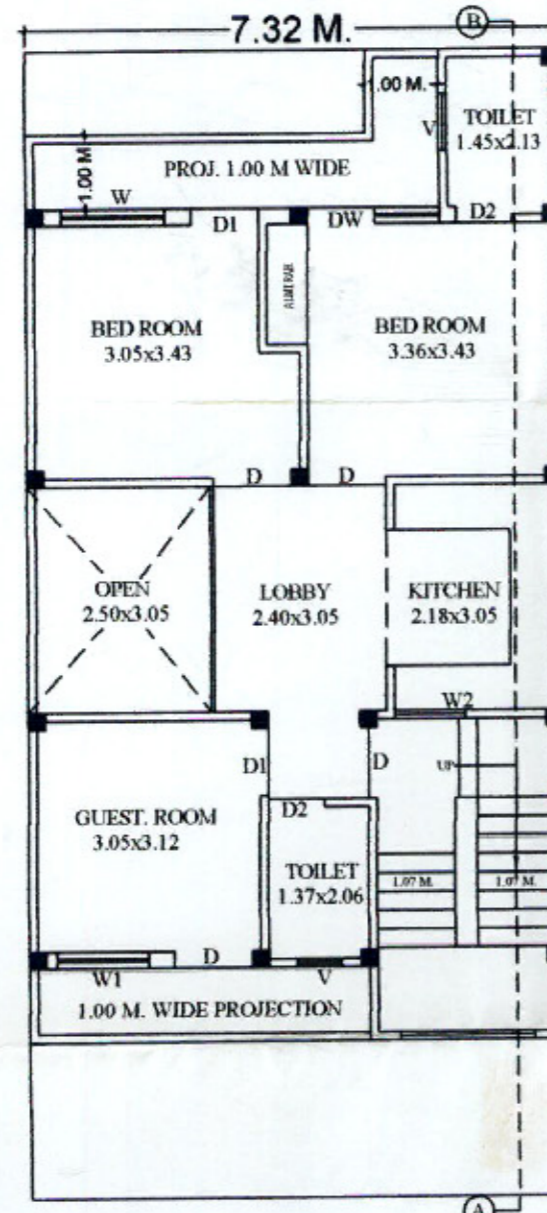 7.32 M.
B
1.00 M.
TOILET
1.45x2.13
V
1.00 M
PROJ. 1.00 M WIDE
W
D1
DW
D2
ALMIRAH
BED ROOM
3.05x3.43
BED ROOM
3.36x3.43
D
D
OPEN
2.50x3.05
LOBBY
2.40x3.05
KITCHEN
2.18x3.05
W2
D1
D
UP
GUEST. ROOM
3.05x3.12
D2
TOILET
1.37x2.06
1.07 M.
1.07 M.
W1
D
V
1.00 M. WIDE PROJECTION
A